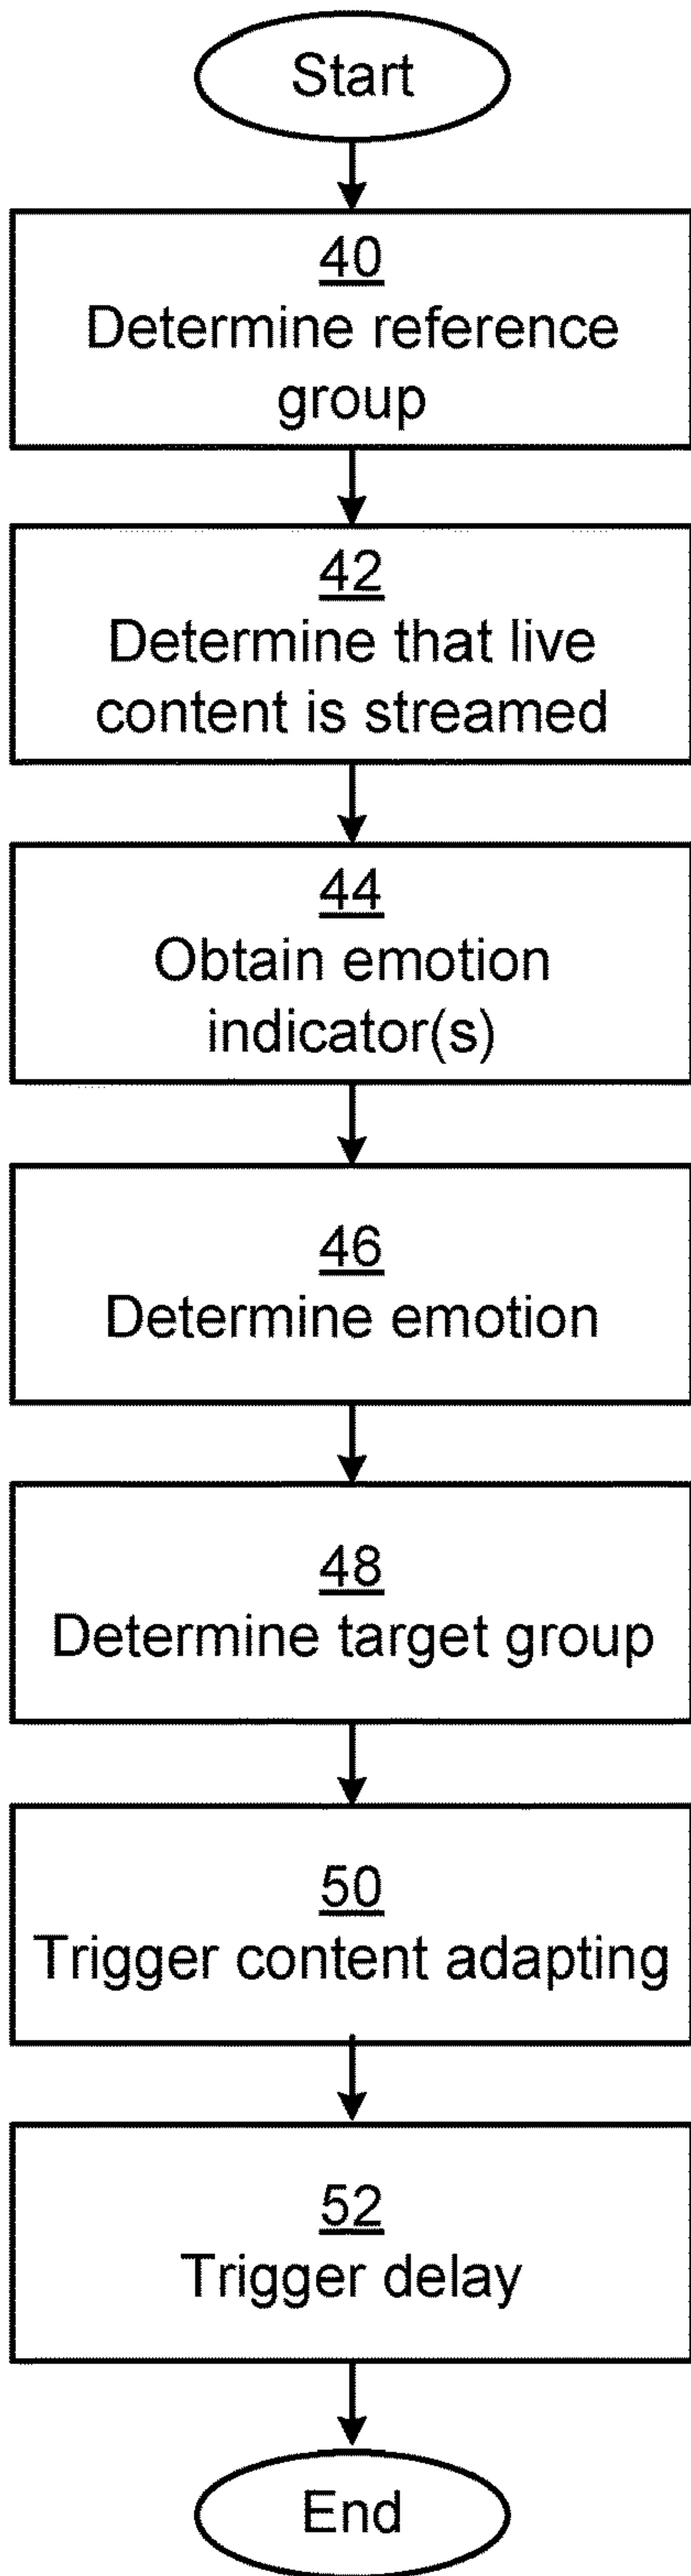 Start
40
Determine reference
group
42
Determine that live
content is streamed
44
Obtain emotion
indicator(s)
46
Determine emotion
48
Determine target group
50
Trigger content adapting
52
Trigger delay
End